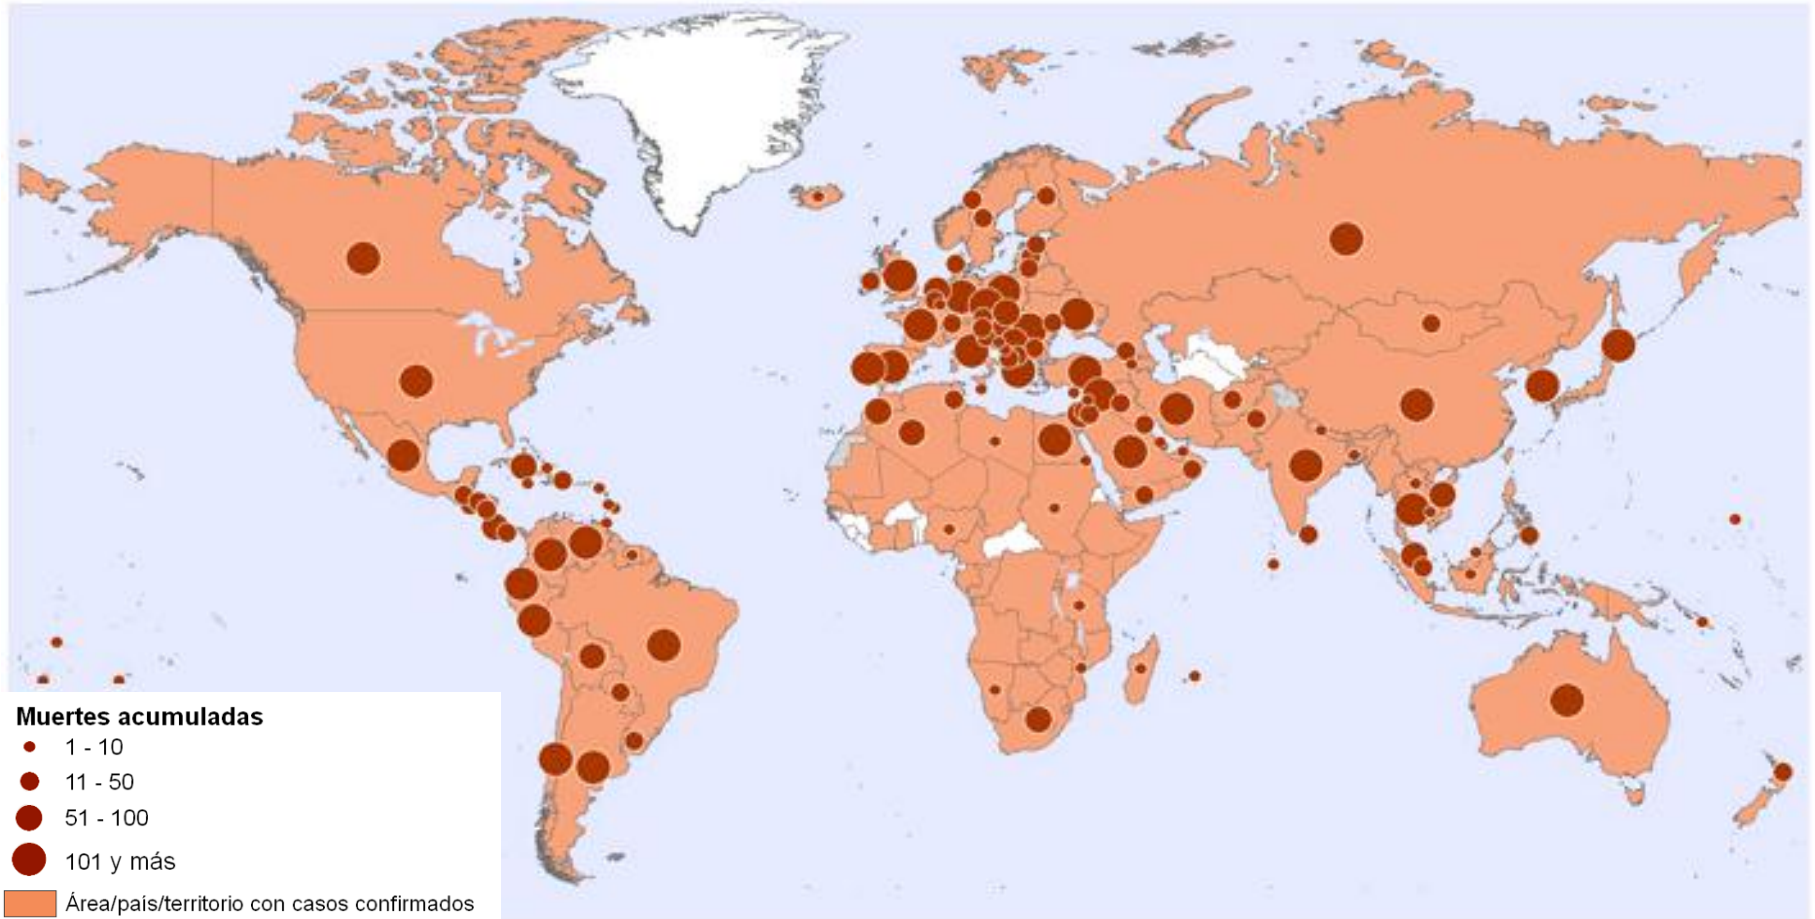 Muertes acumuladas
1 - 10
11 - 50
51 - 100
101 y más
Área/país/territorio con casos confirmados